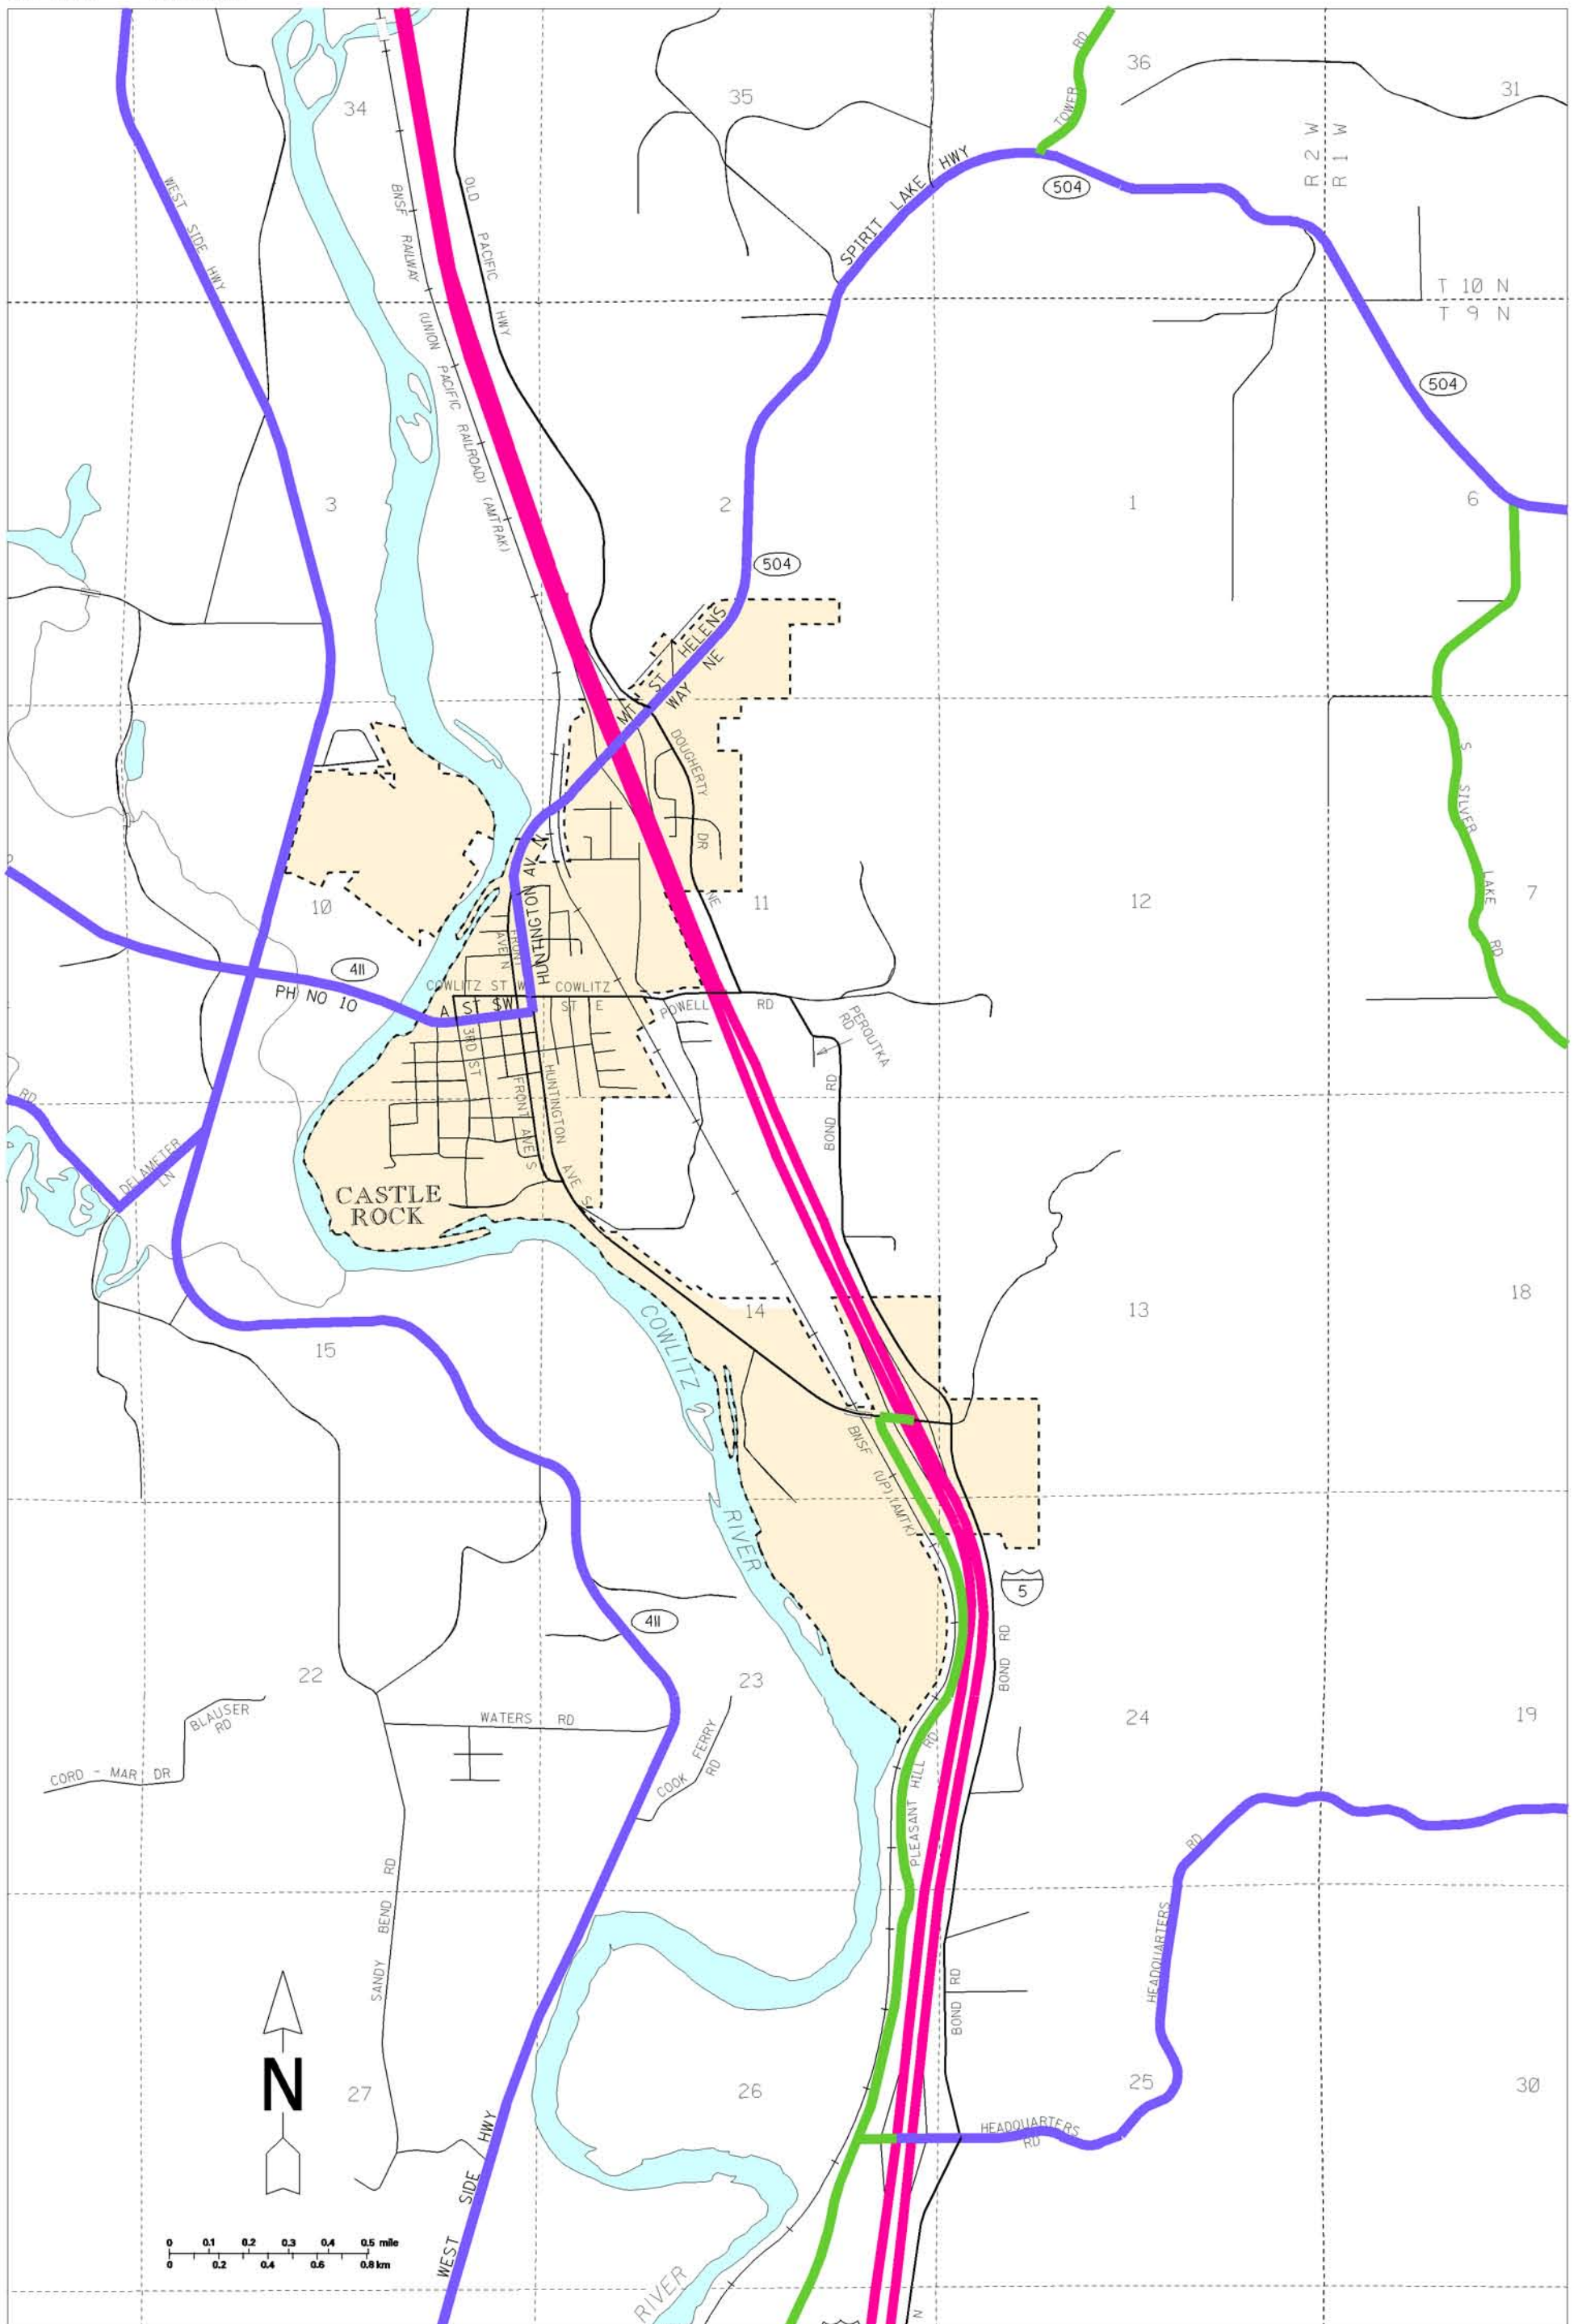 TOWER RD
36
31
34
35
R 2 W
R 1 W
SPIRIT LAKE HWY
504
WEST SIDE HWY
BNSF RAILWAY (UNION PACIFIC RAILROAD) (AMTRAK)
OLD PACIFIC HWY
T 10 N
T 9 N
504
3
2
1
6
504
MT ST HELENS
WAY NE
DOUGHERTY DR NE
S SILVER LAKE RD
10
11
12
7
HUNTINGTON AV N
FRONT
AVE N
411
PH NO 10
COWLITZ ST W
COWLITZ
ST E
A ST SW
POWELL RD
PEROUTKA
RD
3RD ST
FRONT AVE S
HUNTINGTON AVE S
BOND RD
RD
DELAMETER
LN
CASTLE
ROCK
14
13
18
15
COWLITZ RIVER
BNSF (UP) (AMTK)
5
411
BOND RD
22
23
24
19
BLAUSER
RD
WATERS RD
CORD - MAR DR
COOK FERRY
RD
PLEASANT HILL RD
SANDY BEND RD
HEADQUARTERS RD
BOND RD
N
27
26
25
30
HEADQUARTERS
RD
WEST SIDE HWY
0 0.1 0.2 0.3 0.4 0.5 mile
0 0.2 0.4 0.6 0.8 km
RIVER
N